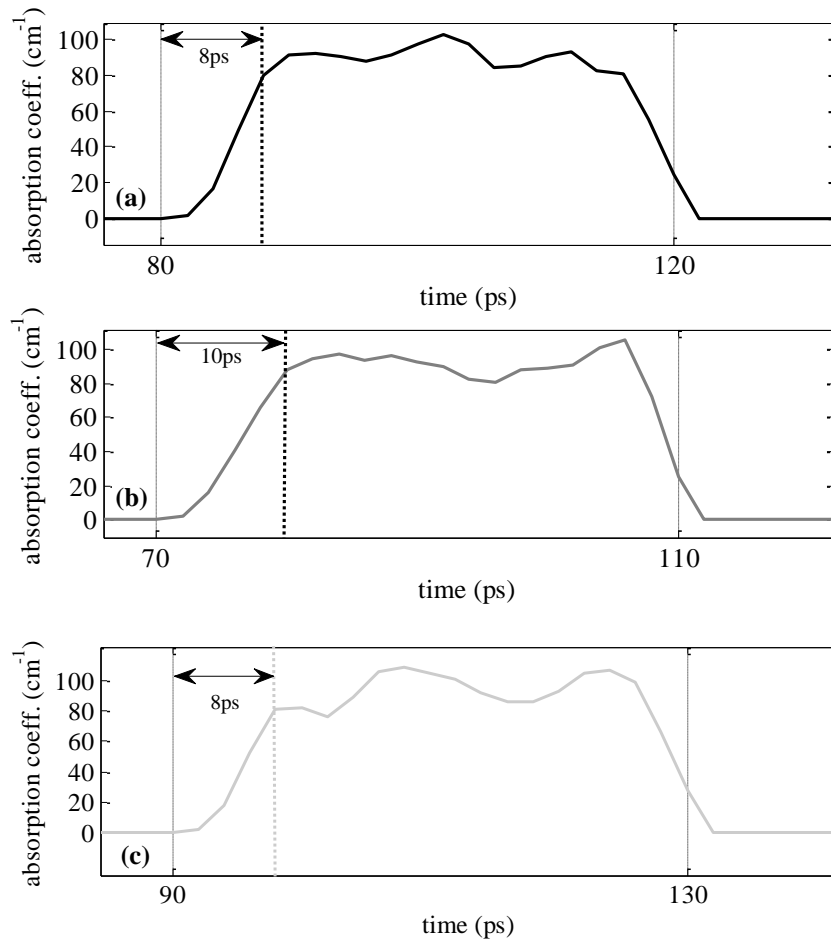 absorption coeff. (cm-1)
100
80
60
40
20
0
8ps
(a)
80
120
time (ps)
absorption coeff. (cm-1)
100
80
60
40
20
0
10ps
(b)
70
110
time (ps)
absorption coeff. (cm-1)
100
80
60
40
20
0
8ps
(c)
90
130
time (ps)